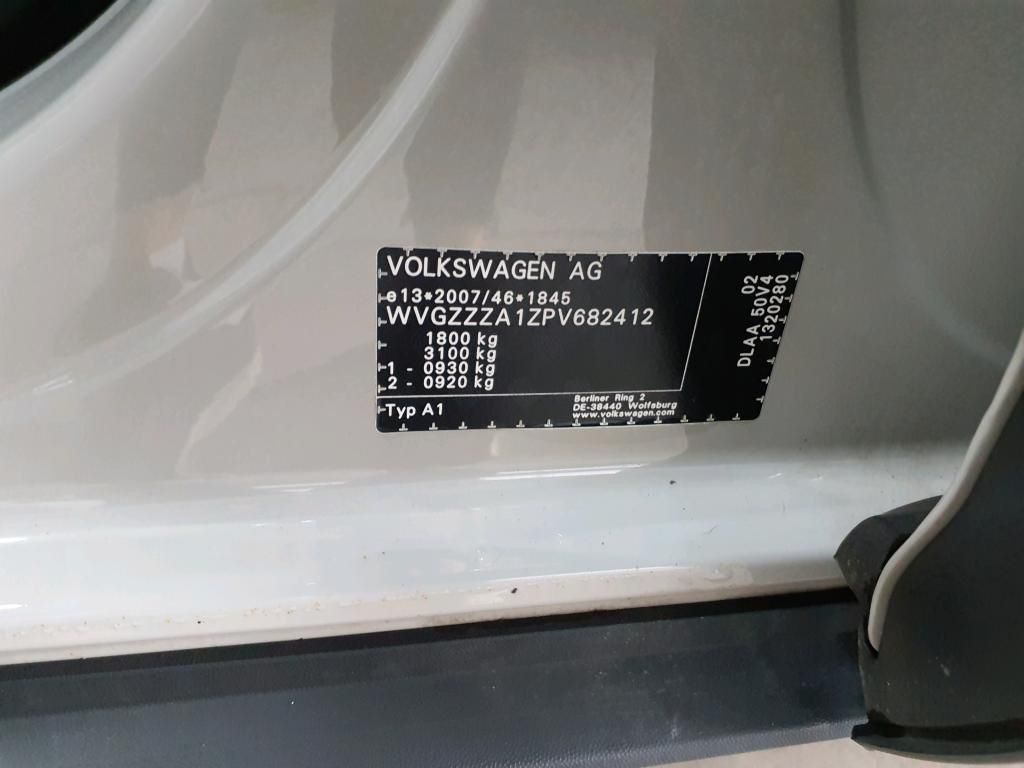 VOLKSWAGEN AG
e13*2007/46*1845
WVGZZZA1ZPV682412
1800 kg
3100 kg
1 - 0930 kg
2 - 0920 kg
Typ A1
Berliner Ring 2
DE-38440 Wolfsburg
www.volkswagen.com
DLAA 50V4 02
1320280